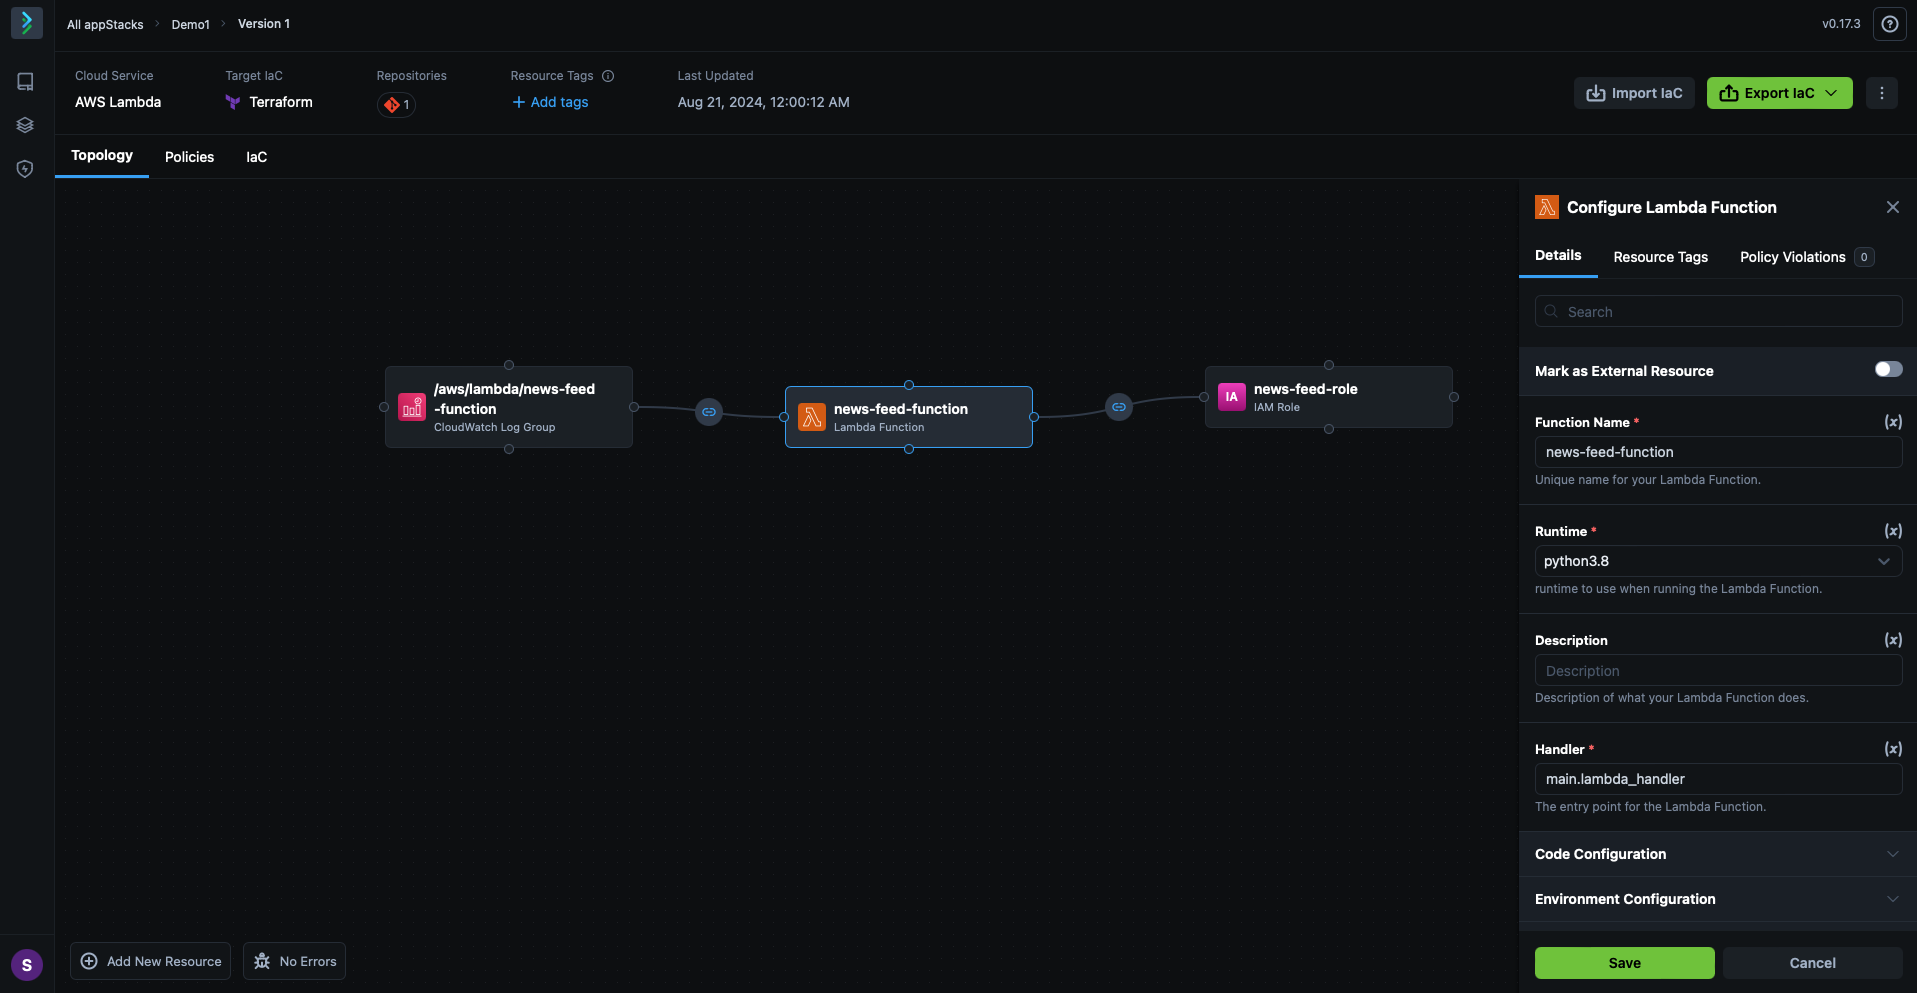 All appStacks
Demo1
Version 1
v0.17.3
Cloud Service
AWS Lambda
Target IaC
Terraform
Repositories
1
Resource Tags
Add tags
Last Updated
Aug 21, 2024, 12:00:12 AM
Import IaC
Export IaC
Topology
Policies
IaC
/aws/lambda/news-feed
-function
CloudWatch Log Group
news-feed-function
Lambda Function
IA
news-feed-role
IAM Role
Configure Lambda Function
Details
Resource Tags
Policy Violations 0
Search
Mark as External Resource
Function Name * (x)
news-feed-function
Unique name for your Lambda Function.
Runtime * (x)
python3.8
runtime to use when running the Lambda Function.
Description (x)
Description
Description of what your Lambda Function does.
Handler * (x)
main.lambda_handler
The entry point for the Lambda Function.
Code Configuration
Environment Configuration
Save
Cancel
S
Add New Resource
No Errors